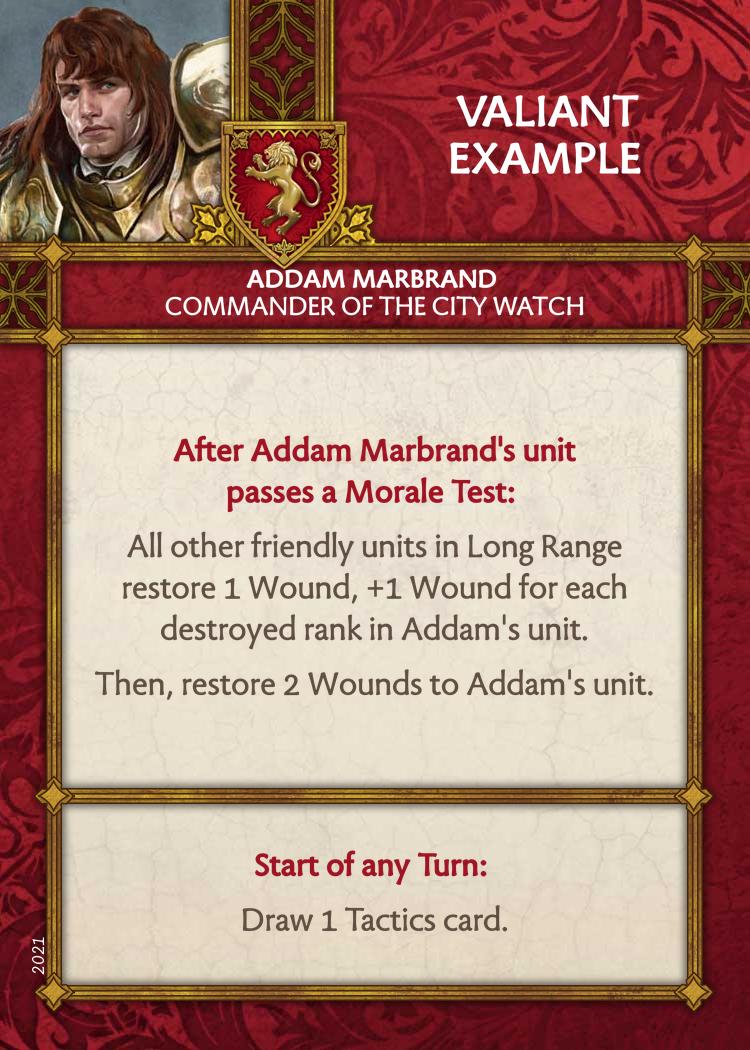 VALIANT
EXAMPLE
ADDAM MARBRAND
COMMANDER OF THE CITY WATCH
After Addam Marbrand's unit
passes a Morale Test:
All other friendly units in Long Range
restore 1 Wound, +1 Wound for each
destroyed rank in Addam's unit.
Then, restore 2 Wounds to Addam's unit.
Start of any Turn:
Draw 1 Tactics card.
2021